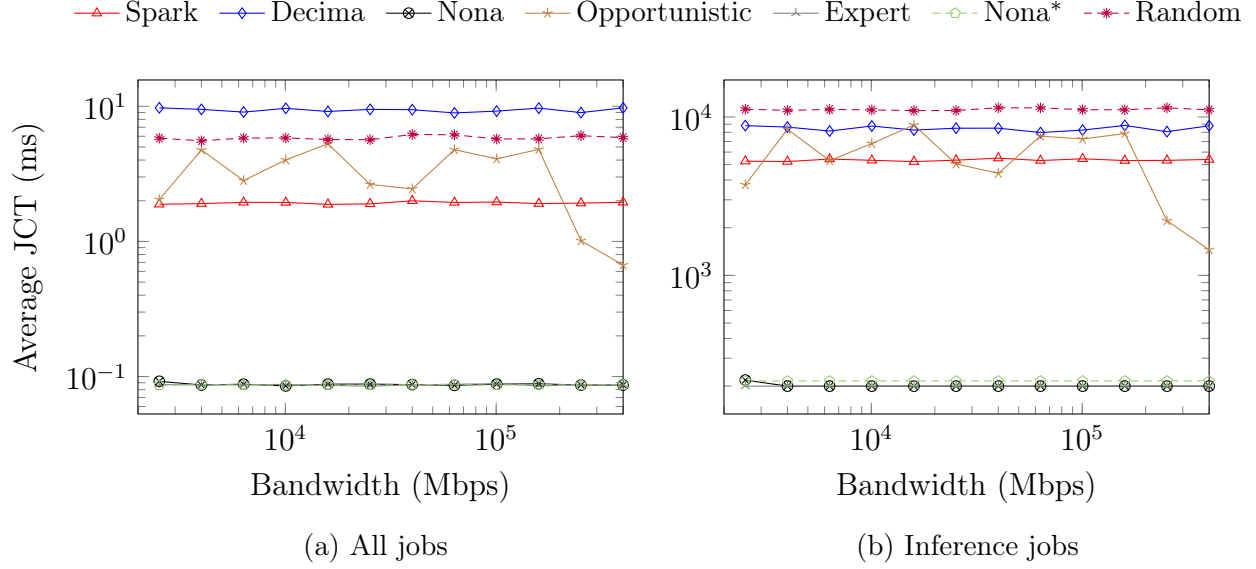 Spark Decima Nona Opportunistic Expert Nona* Random
Average JCT (ms)
10^1
10^0
10^−1
10^4 10^5
Bandwidth (Mbps)
(a) All jobs
10^4
10^3
10^4 10^5
Bandwidth (Mbps)
(b) Inference jobs